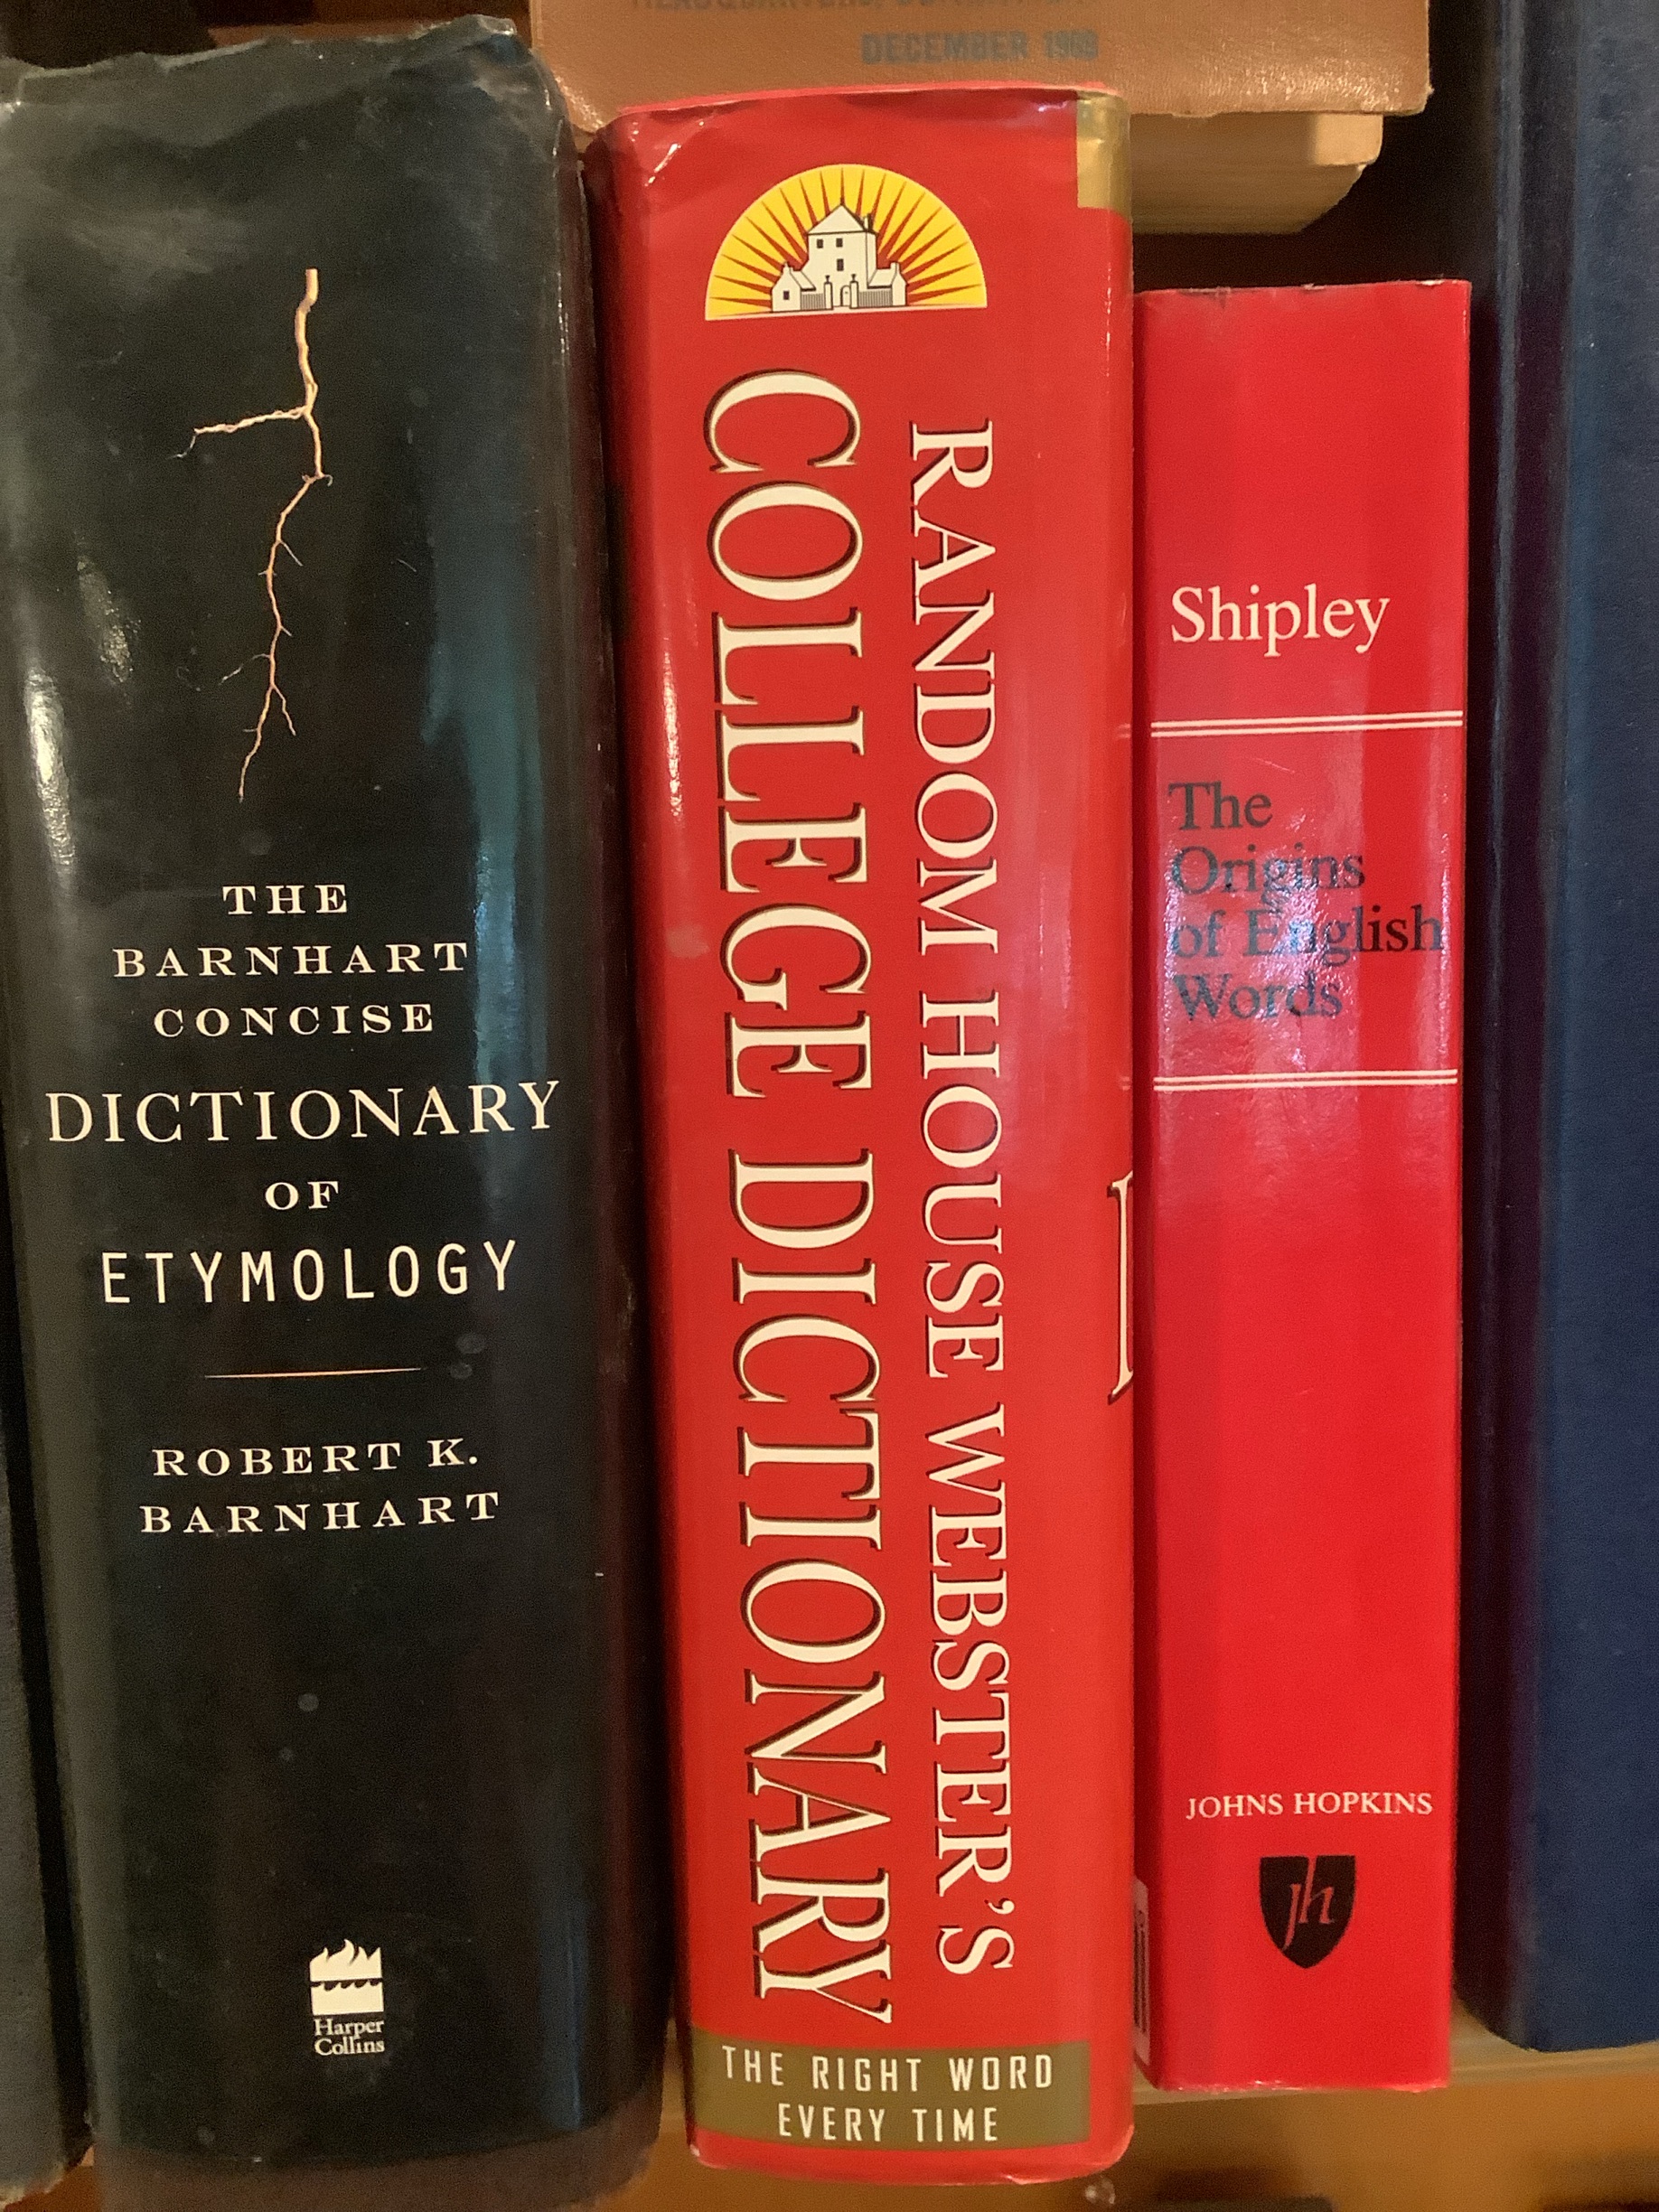 DECEMBER 1969
THE
BARNHART
CONCISE
DICTIONARY
OF
ETYMOLOGY
ROBERT K.
BARNHART
Harper
Collins
RANDOM HOUSE WEBSTER'S
COLLEGE DICTIONARY
THE RIGHT WORD
EVERY TIME
Shipley
The
Origins
of English
Words
JOHNS HOPKINS
jh